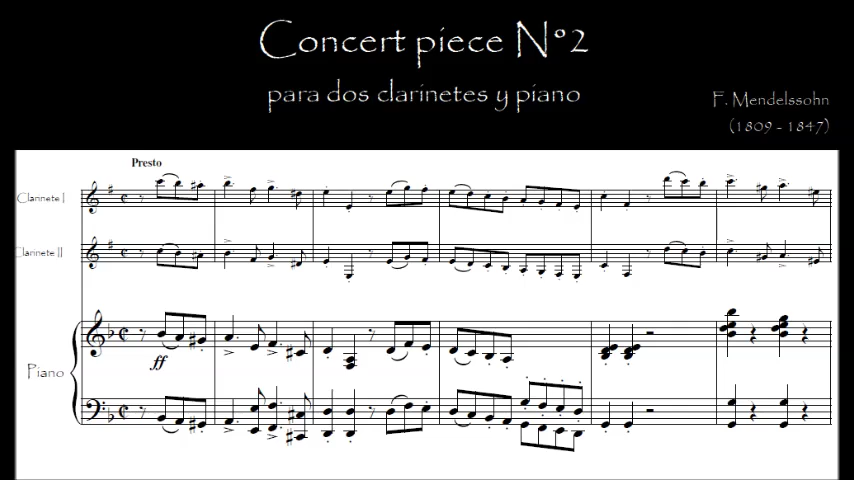 Concert piece Nº2
para dos clarinetes y piano
F. Mendelssohn
(1809 - 1847)
Presto
Clarinete I
Clarinete II
ff
Piano